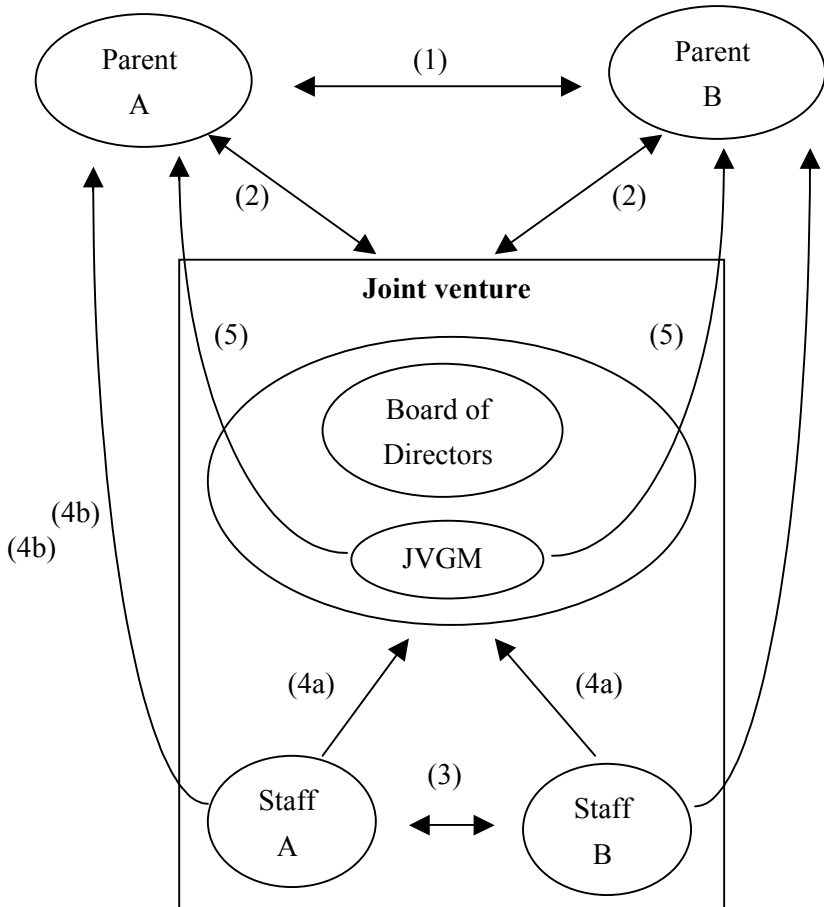 Parent
A
(1)
Parent
B
(2)
(2)
Joint venture
(5)
(5)
Board of
Directors
(4b)
(4b)
JVGM
(4a)
(4a)
(3)
Staff
A
Staff
B